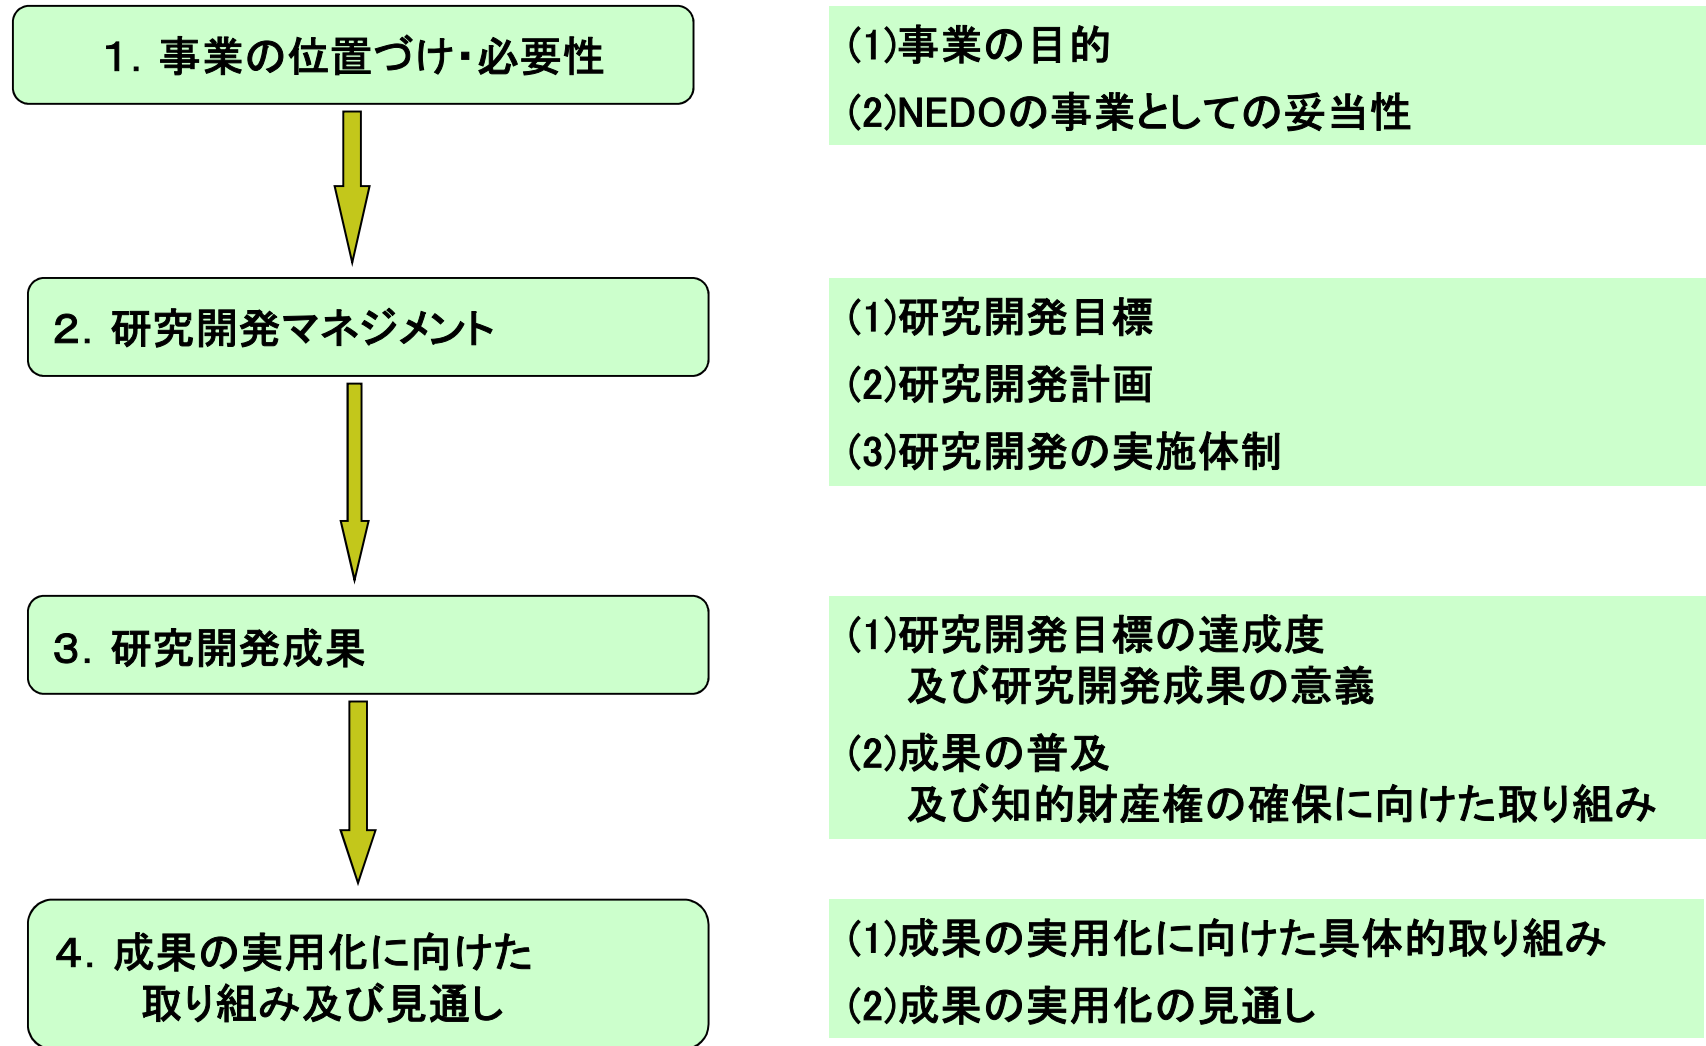 １．事業の位置づけ・必要性
(1)事業の目的
(2)NEDOの事業としての妥当性
２．研究開発マネジメント
(1)研究開発目標
(2)研究開発計画
(3)研究開発の実施体制
３．研究開発成果
(1)研究開発目標の達成度
及び研究開発成果の意義
(2)成果の普及
及び知的財産権の確保に向けた取り組み
４．成果の実用化に向けた
取り組み及び見通し
(1)成果の実用化に向けた具体的取り組み
(2)成果の実用化の見通し